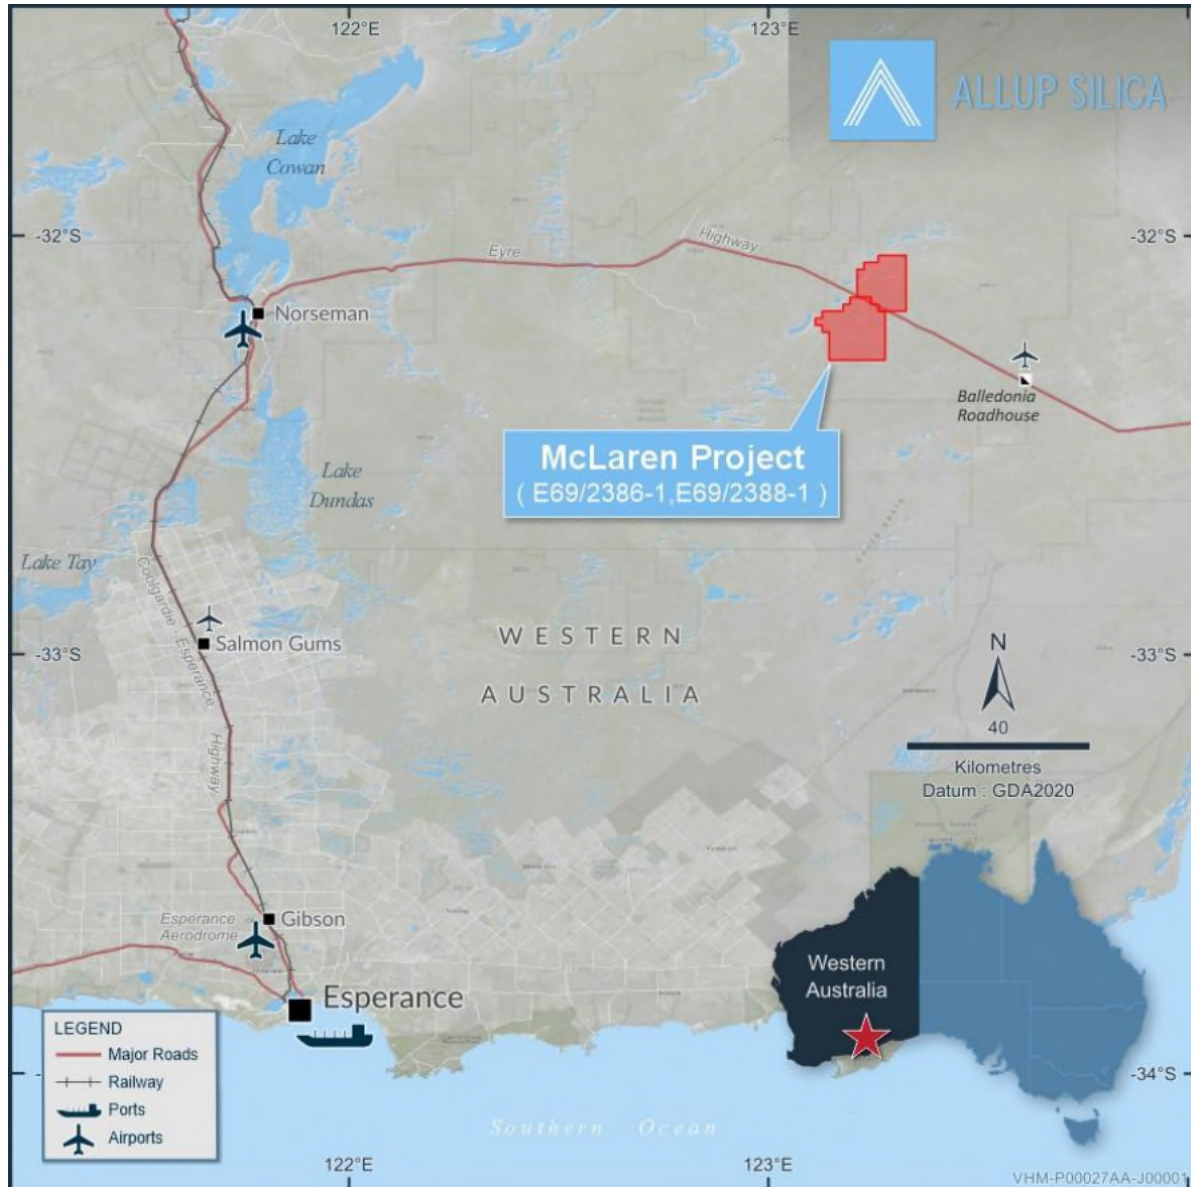 122°E
123°E
ALLUP SILICA
Lake
Cowan
-32°S
-32°S
Eyre
Highway
Norseman
Balledonia
Roadhouse
McLaren Project
( E69/2386-1,E69/2388-1 )
Lake
Dundas
Lake Tay
Coolgardie - Esperance
Highway
Salmon Gums
WESTERN
AUSTRALIA
-33°S
-33°S
N
40
Kilometres
Datum : GDA2020
Esperance
Aerodrome
Gibson
Esperance
Western
Australia
LEGEND
Major Roads
Railway
Ports
Airports
-34°S
Southern Ocean
122°E
123°E
VHM-P00027AA-J00001